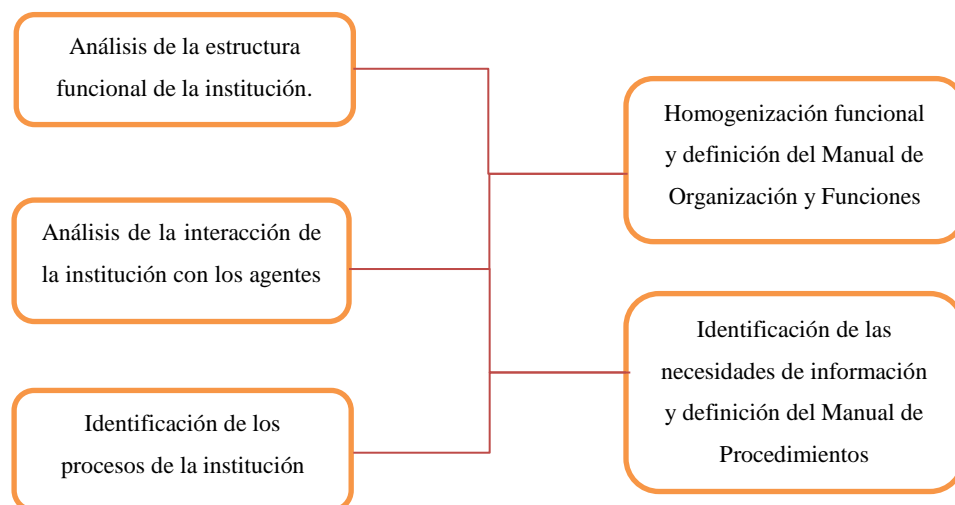 Análisis de la estructura
funcional de la institución.
Análisis de la interacción de
la institución con los agentes
Identificación de los
procesos de la institución
Homogenización funcional
y definición del Manual de
Organización y Funciones
Identificación de las
necesidades de información
y definición del Manual de
Procedimientos